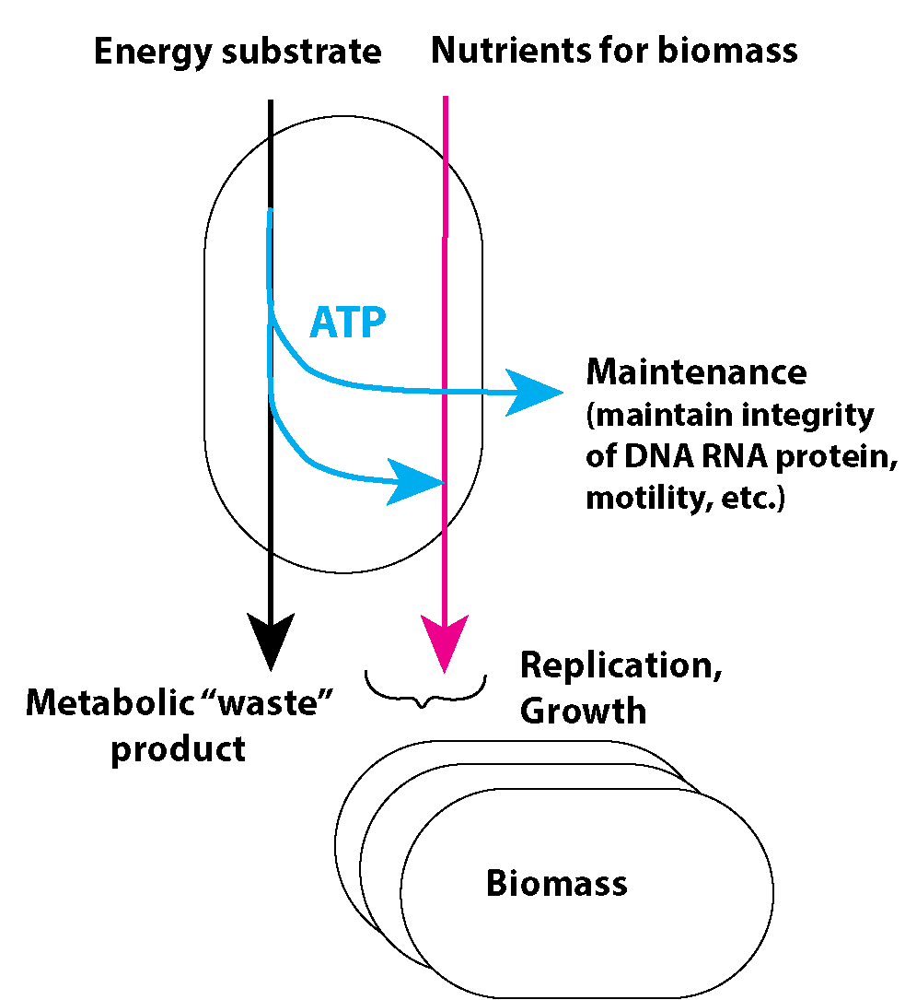 Energy substrate
Nutrients for biomass
ATP
Maintenance
(maintain integrity
of DNA RNA protein,
motility, etc.)
Metabolic “waste”
product
Replication,
Growth
Biomass